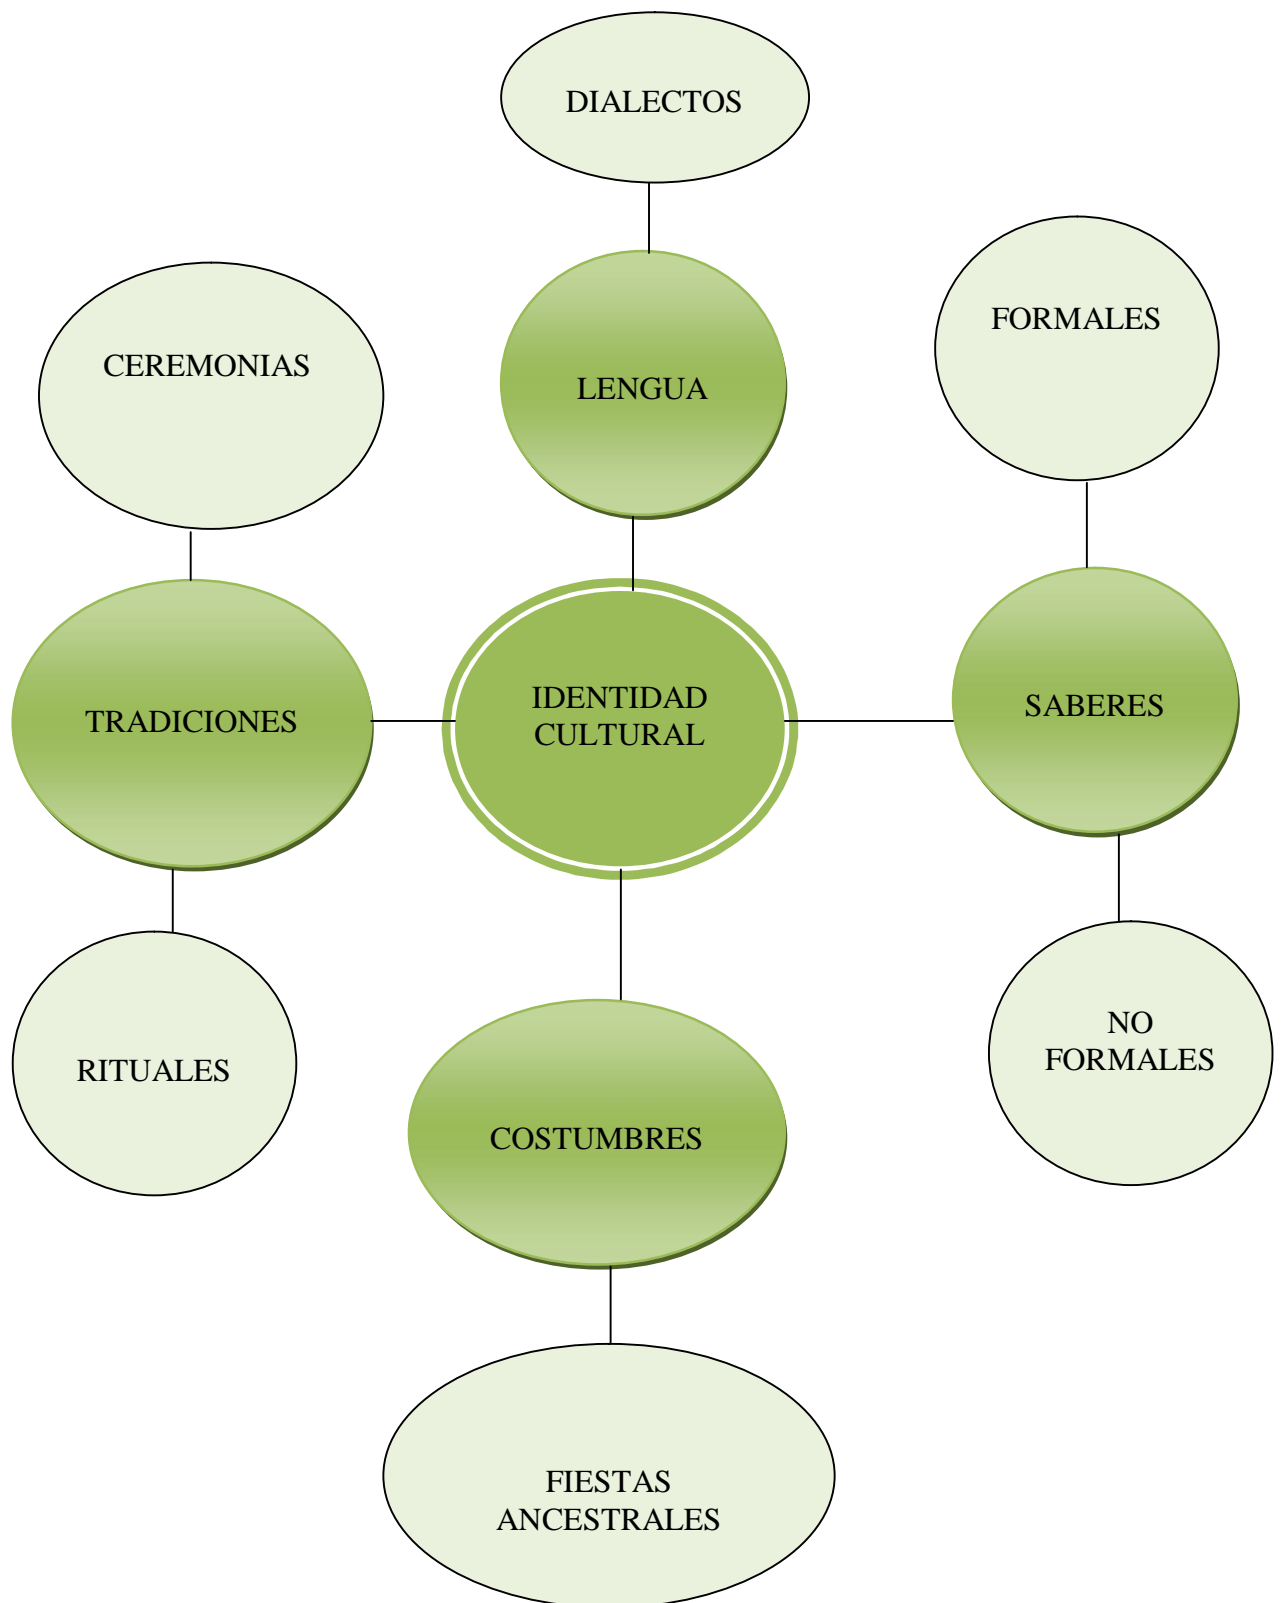 DIALECTOS
FORMALES
CEREMONIAS
LENGUA
IDENTIDAD
CULTURAL
TRADICIONES
SABERES
NO
FORMALES
RITUALES
COSTUMBRES
FIESTAS
ANCESTRALES